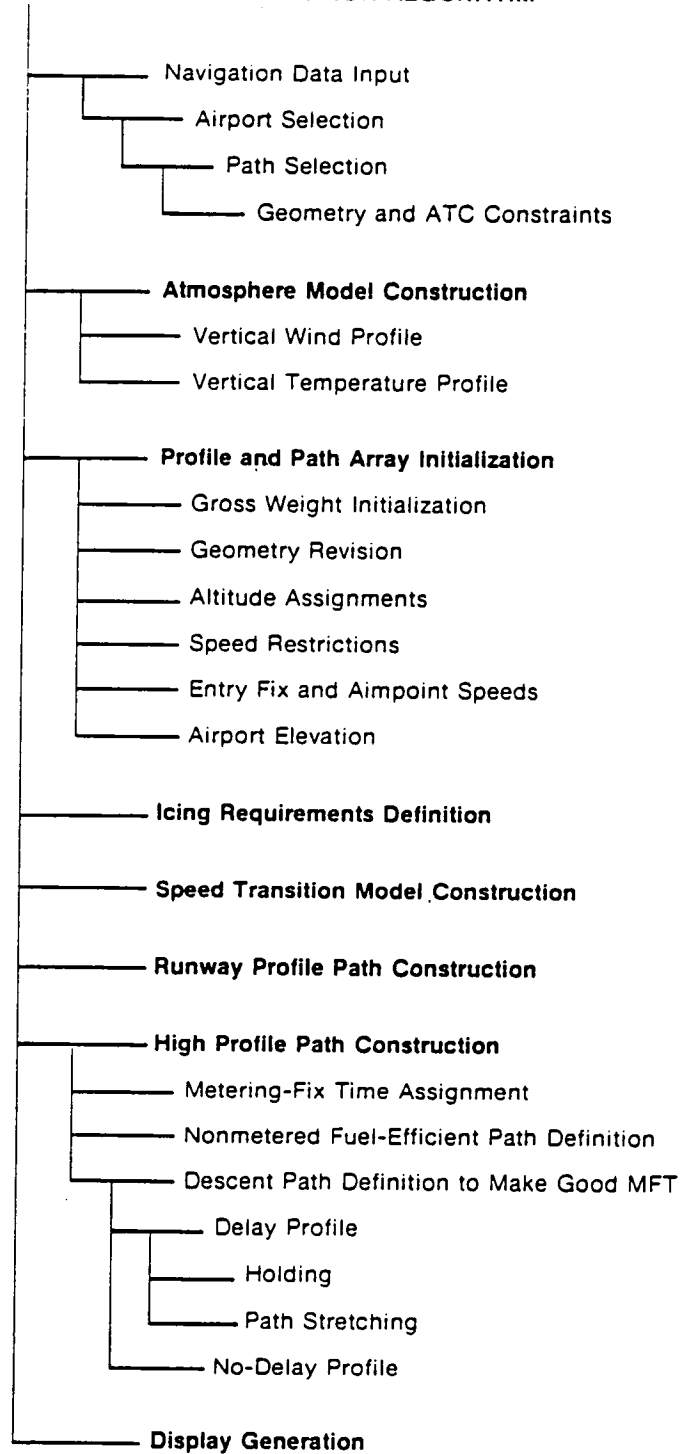 Navigation Data Input
Airport Selection
Path Selection
Geometry and ATC Constraints
Atmosphere Model Construction
Vertical Wind Profile
Vertical Temperature Profile
Profile and Path Array Initialization
Gross Weight Initialization
Geometry Revision
Altitude Assignments
Speed Restrictions
Entry Fix and Aimpoint Speeds
Airport Elevation
Icing Requirements Definition
Speed Transition Model Construction
Runway Profile Path Construction
High Profile Path Construction
Metering-Fix Time Assignment
Nonmetered Fuel-Efficient Path Definition
Descent Path Definition to Make Good MFT
Delay Profile
Holding
Path Stretching
No-Delay Profile
Display Generation